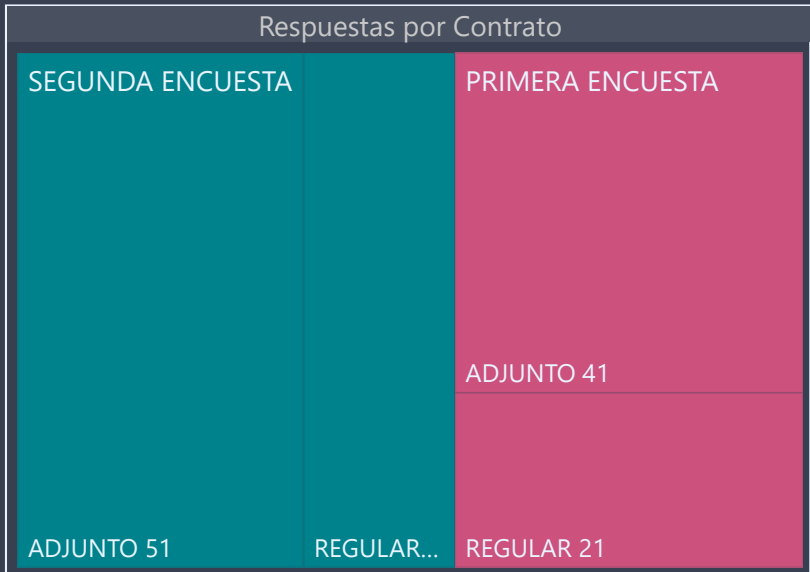 Respuestas por Contrato
SEGUNDA ENCUESTA
PRIMERA ENCUESTA
ADJUNTO 41
ADJUNTO 51
REGULAR...
REGULAR 21